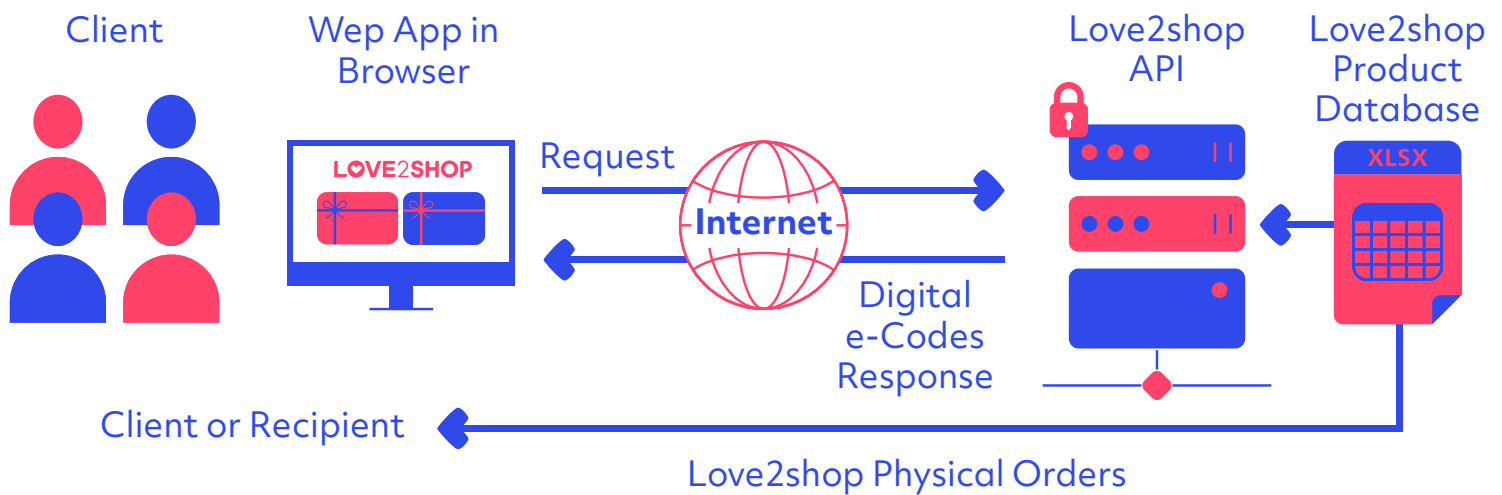 Client
Wep App in
Browser
Love2shop
API
Love2shop
Product
Database
LOVE2SHOP
Request
Internet
XLSX
Digital
e-Codes
Response
Client or Recipient
Love2shop Physical Orders